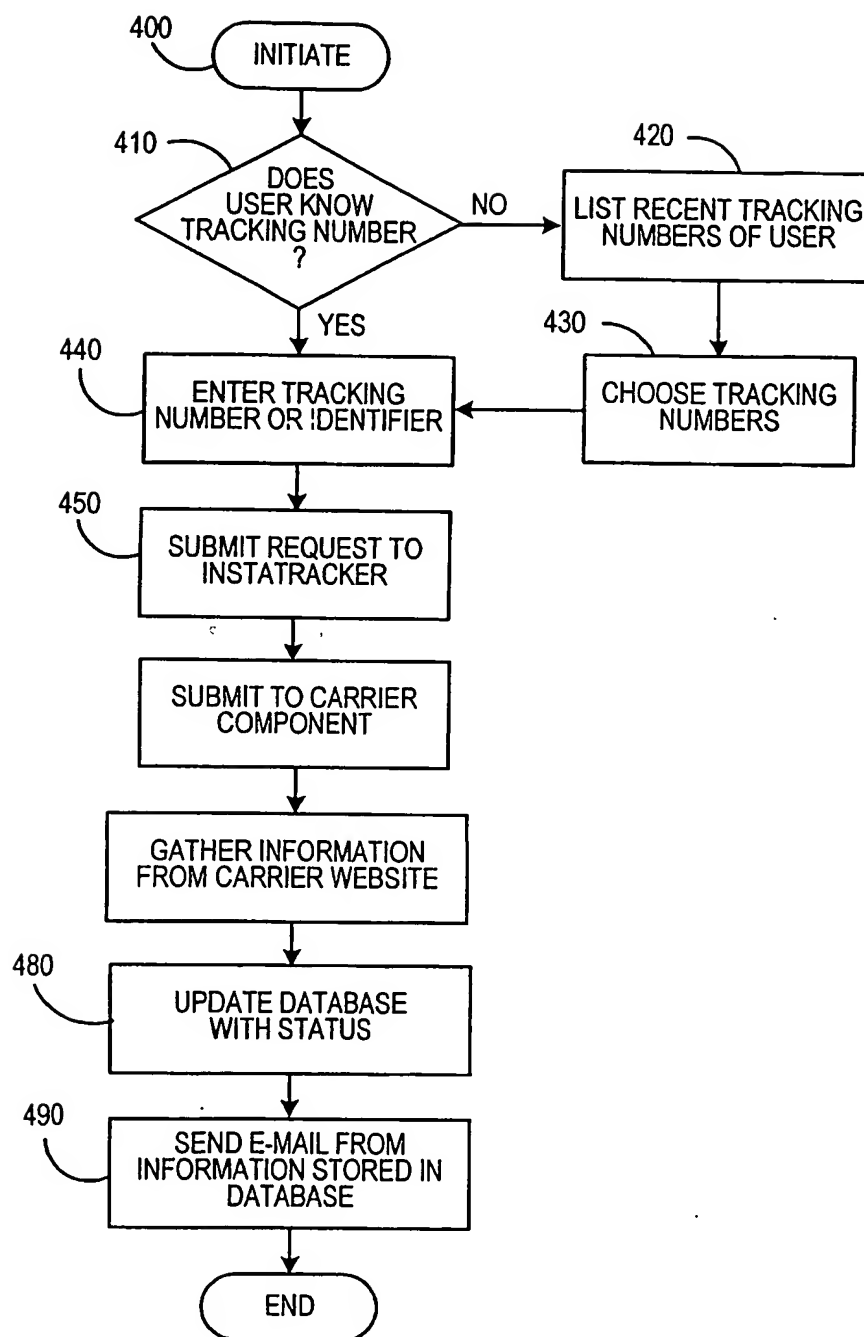 400
INITIATE
410
DOES
USER KNOW
TRACKING NUMBER
?
NO
420
LIST RECENT TRACKING
NUMBERS OF USER
YES
430
CHOOSE TRACKING
NUMBERS
440
ENTER TRACKING
NUMBER OR IDENTIFIER
450
SUBMIT REQUEST TO
INSTATRACKER
SUBMIT TO CARRIER
COMPONENT
GATHER INFORMATION
FROM CARRIER WEBSITE
480
UPDATE DATABASE
WITH STATUS
490
SEND E-MAIL FROM
INFORMATION STORED IN
DATABASE
END